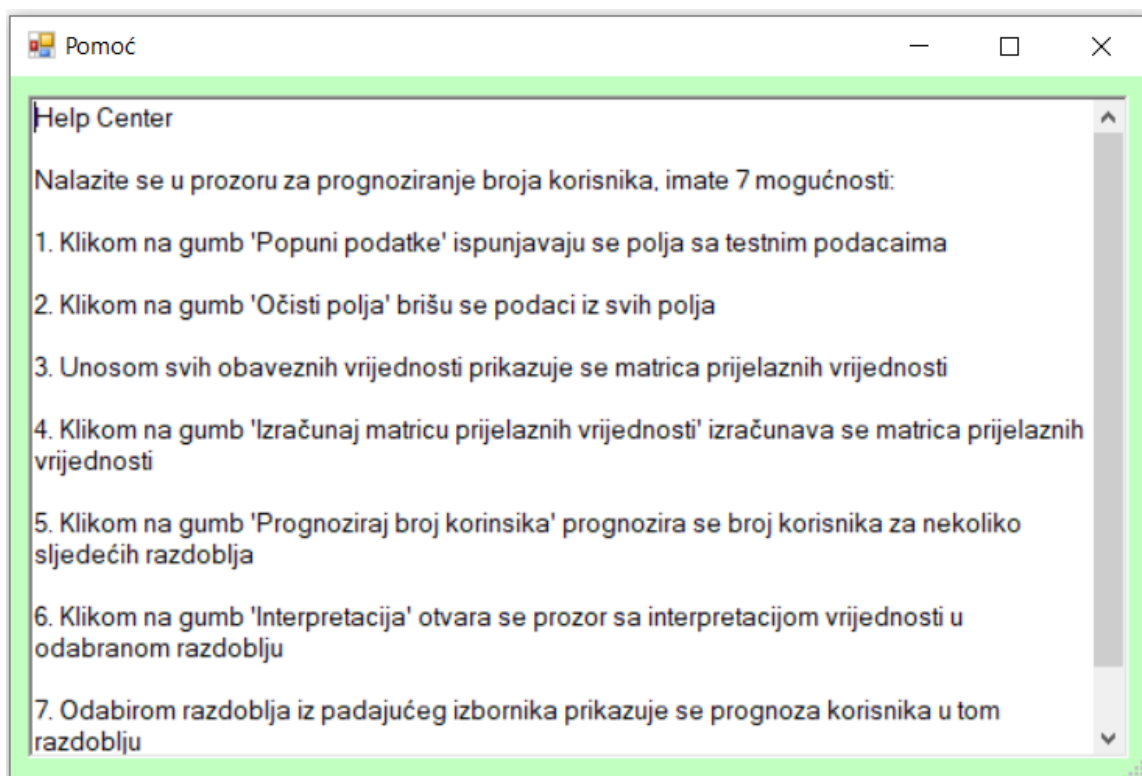 Pomoć
Help Center
Nalazite se u prozoru za prognoziranje broja korisnika, imate 7 mogućnosti:
1. Klikom na gumb 'Popuni podatke' ispunjavaju se polja sa testnim podacaima
2. Klikom na gumb 'Očisti polja' brišu se podaci iz svih polja
3. Unosom svih obaveznih vrijednosti prikazuje se matrica prijelaznih vrijednosti
4. Klikom na gumb 'Izračunaj matricu prijelaznih vrijednosti' izračunava se matrica prijelaznih
vrijednosti
5. Klikom na gumb 'Prognoziraj broj korinsika' prognozira se broj korisnika za nekoliko
sljedećih razdoblja
6. Klikom na gumb 'Interpretacija' otvara se prozor sa interpretacijom vrijednosti u
odabranom razdoblju
7. Odabirom razdoblja iz padajućeg izbornika prikazuje se prognoza korisnika u tom
razdoblju